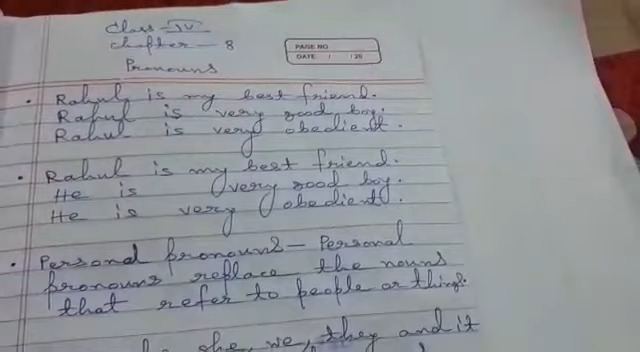 Class - IV
Chapter - 8
PAGE NO
DATE / / 20
Pronouns
• Rahul is my best friend.
Rahul is very good boy.
Rahul is very obedient.
• Rahul is my best friend.
He is very good boy.
He is very obedient.
• Personal pronouns - Personal
pronouns replace the nouns
that refer to people or things.
she, we, they and it